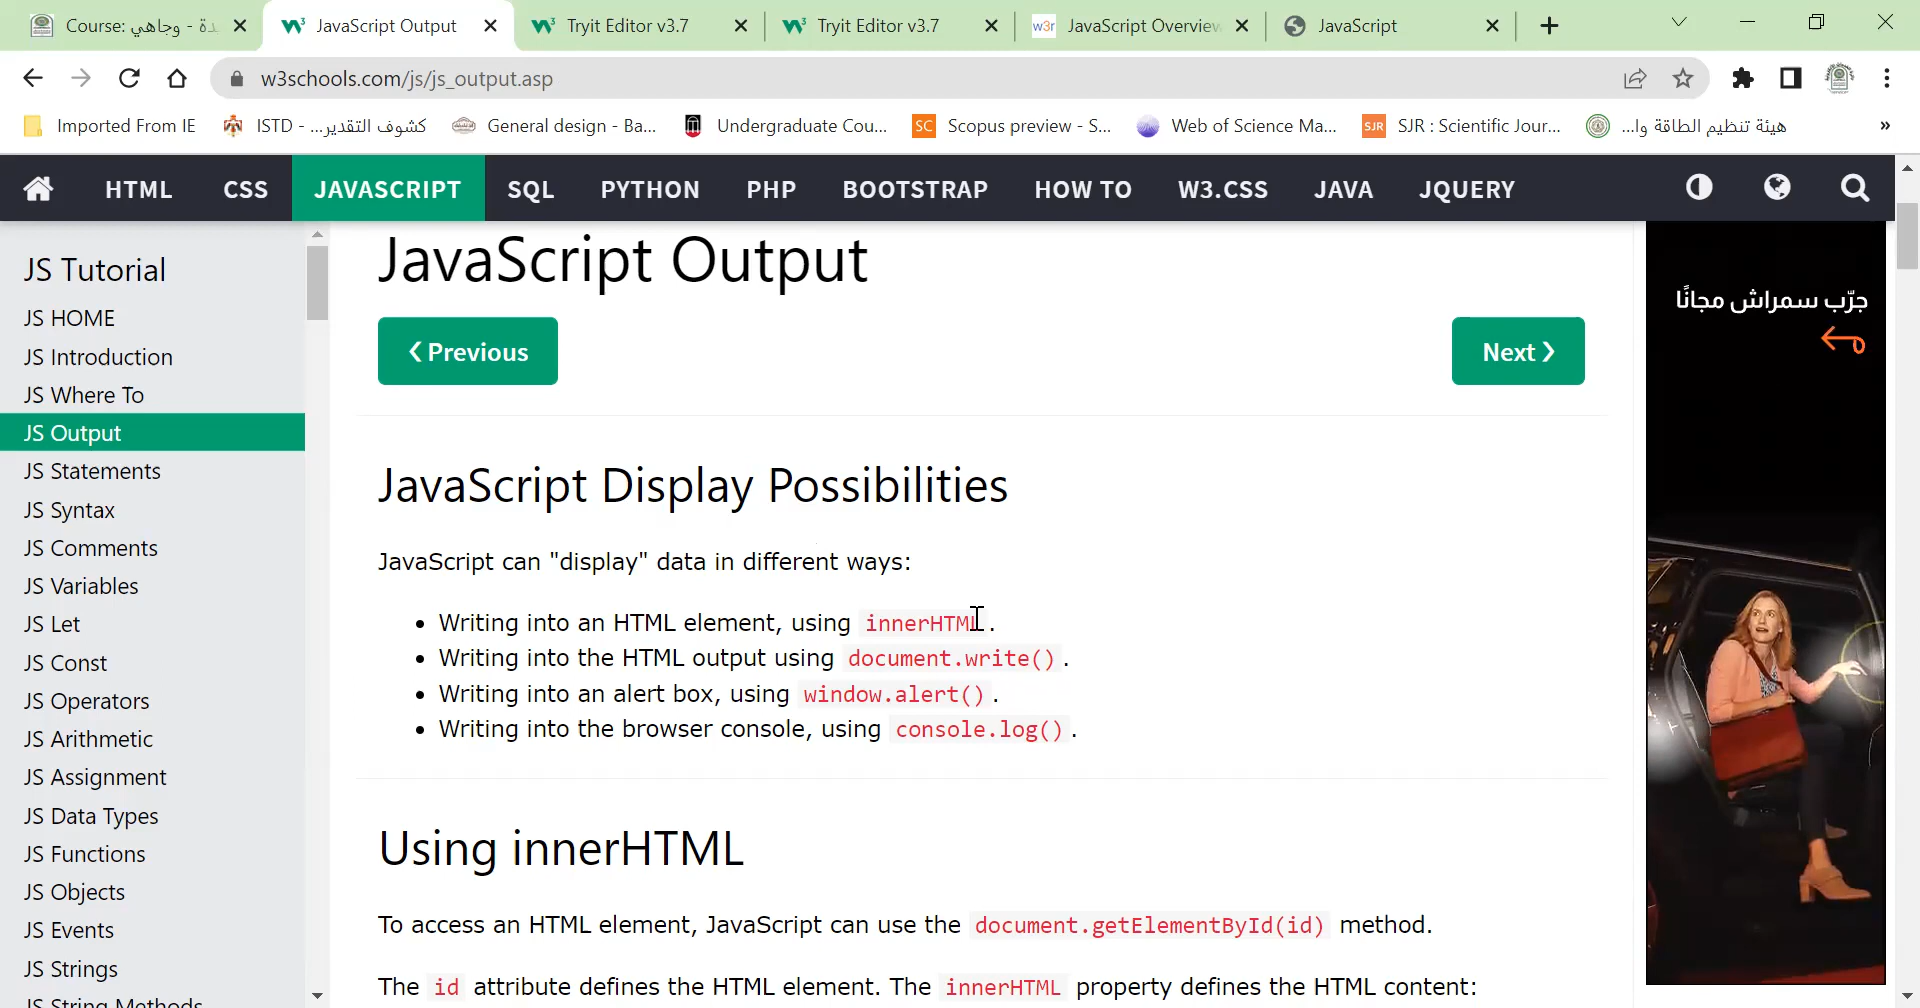 Course: وجاهي - دة
JavaScript Output
Tryit Editor v3.7
Tryit Editor v3.7
JavaScript Overview
JavaScript
w3schools.com/js/js_output.asp
Imported From IE
ISTD - ...كشوف التقدير
General design - Ba...
Undergraduate Cou...
Scopus preview - S...
Web of Science Ma...
SJR : Scientific Jour...
هيئة تنظيم الطاقة وا...
»
HTML
CSS
JAVASCRIPT
SQL
PYTHON
PHP
BOOTSTRAP
HOW TO
W3.CSS
JAVA
JQUERY
JS Tutorial
JS HOME
JS Introduction
JS Where To
JS Output
JS Statements
JS Syntax
JS Comments
JS Variables
JS Let
JS Const
JS Operators
JS Arithmetic
JS Assignment
JS Data Types
JS Functions
JS Objects
JS Events
JS Strings
JS String Methods
JavaScript Output
❮ Previous
Next ❯
JavaScript Display Possibilities
JavaScript can "display" data in different ways:
• Writing into an HTML element, using innerHTML.
• Writing into the HTML output using document.write().
• Writing into an alert box, using window.alert().
• Writing into the browser console, using console.log().
Using innerHTML
To access an HTML element, JavaScript can use the document.getElementById(id) method.
The id attribute defines the HTML element. The innerHTML property defines the HTML content:
جرّب سمراش مجانًا